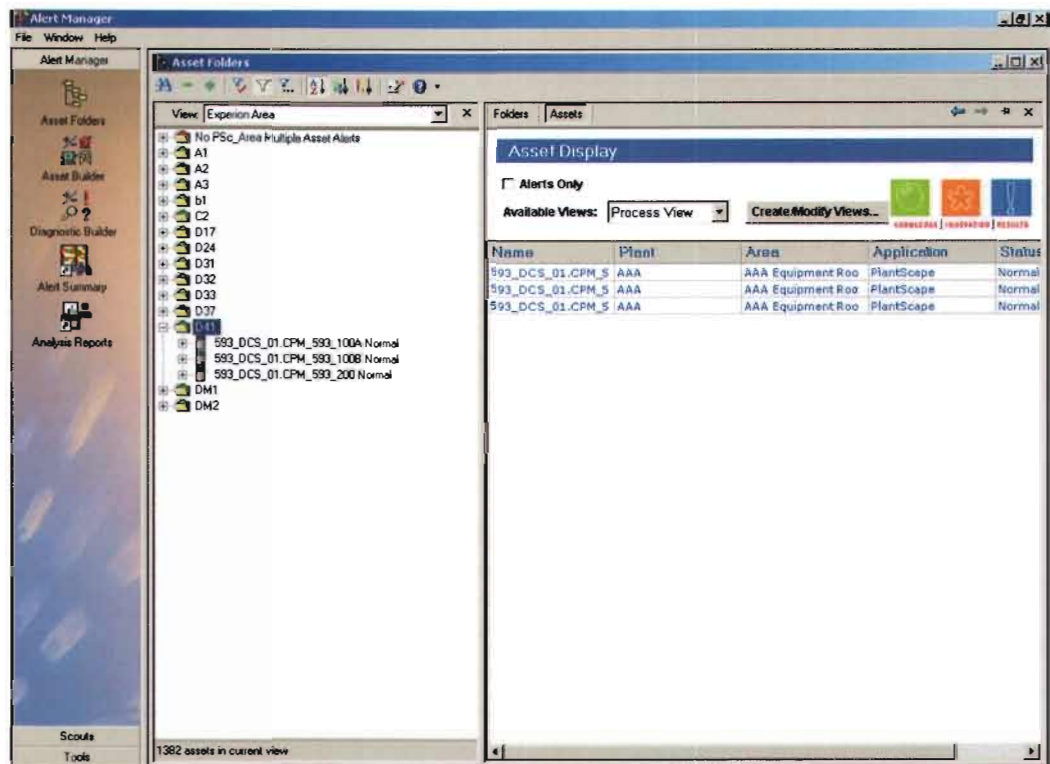 Alert Manager
File Window Help
Alert Manager
Asset Folders
Asset Builder
Diagnostic Builder
Alert Summary
Analysis Reports
Scouts
Tools
Asset Folders
View: Experion Area
No PSc_Area Multiple Asset Alerts
A1
A2
A3
b1
C2
D17
D24
D31
D32
D33
D37
D41
593_DCS_01.CPM_593_100A Normal
593_DCS_01.CPM_593_100B Normal
593_DCS_01.CPM_593_200 Normal
DM1
DM2
1382 assets in current view
Folders Assets
Asset Display
Alerts Only
Available Views: Process View Create/Modify Views...
KNOWLEDGE | INNOVATION | RESULTS
Name Plant Area Application Status
593_DCS_01.CPM_5 AAA AAA Equipment Roo PlantScape Normal
593_DCS_01.CPM_5 AAA AAA Equipment Roo PlantScape Normal
593_DCS_01.CPM_5 AAA AAA Equipment Roo PlantScape Normal